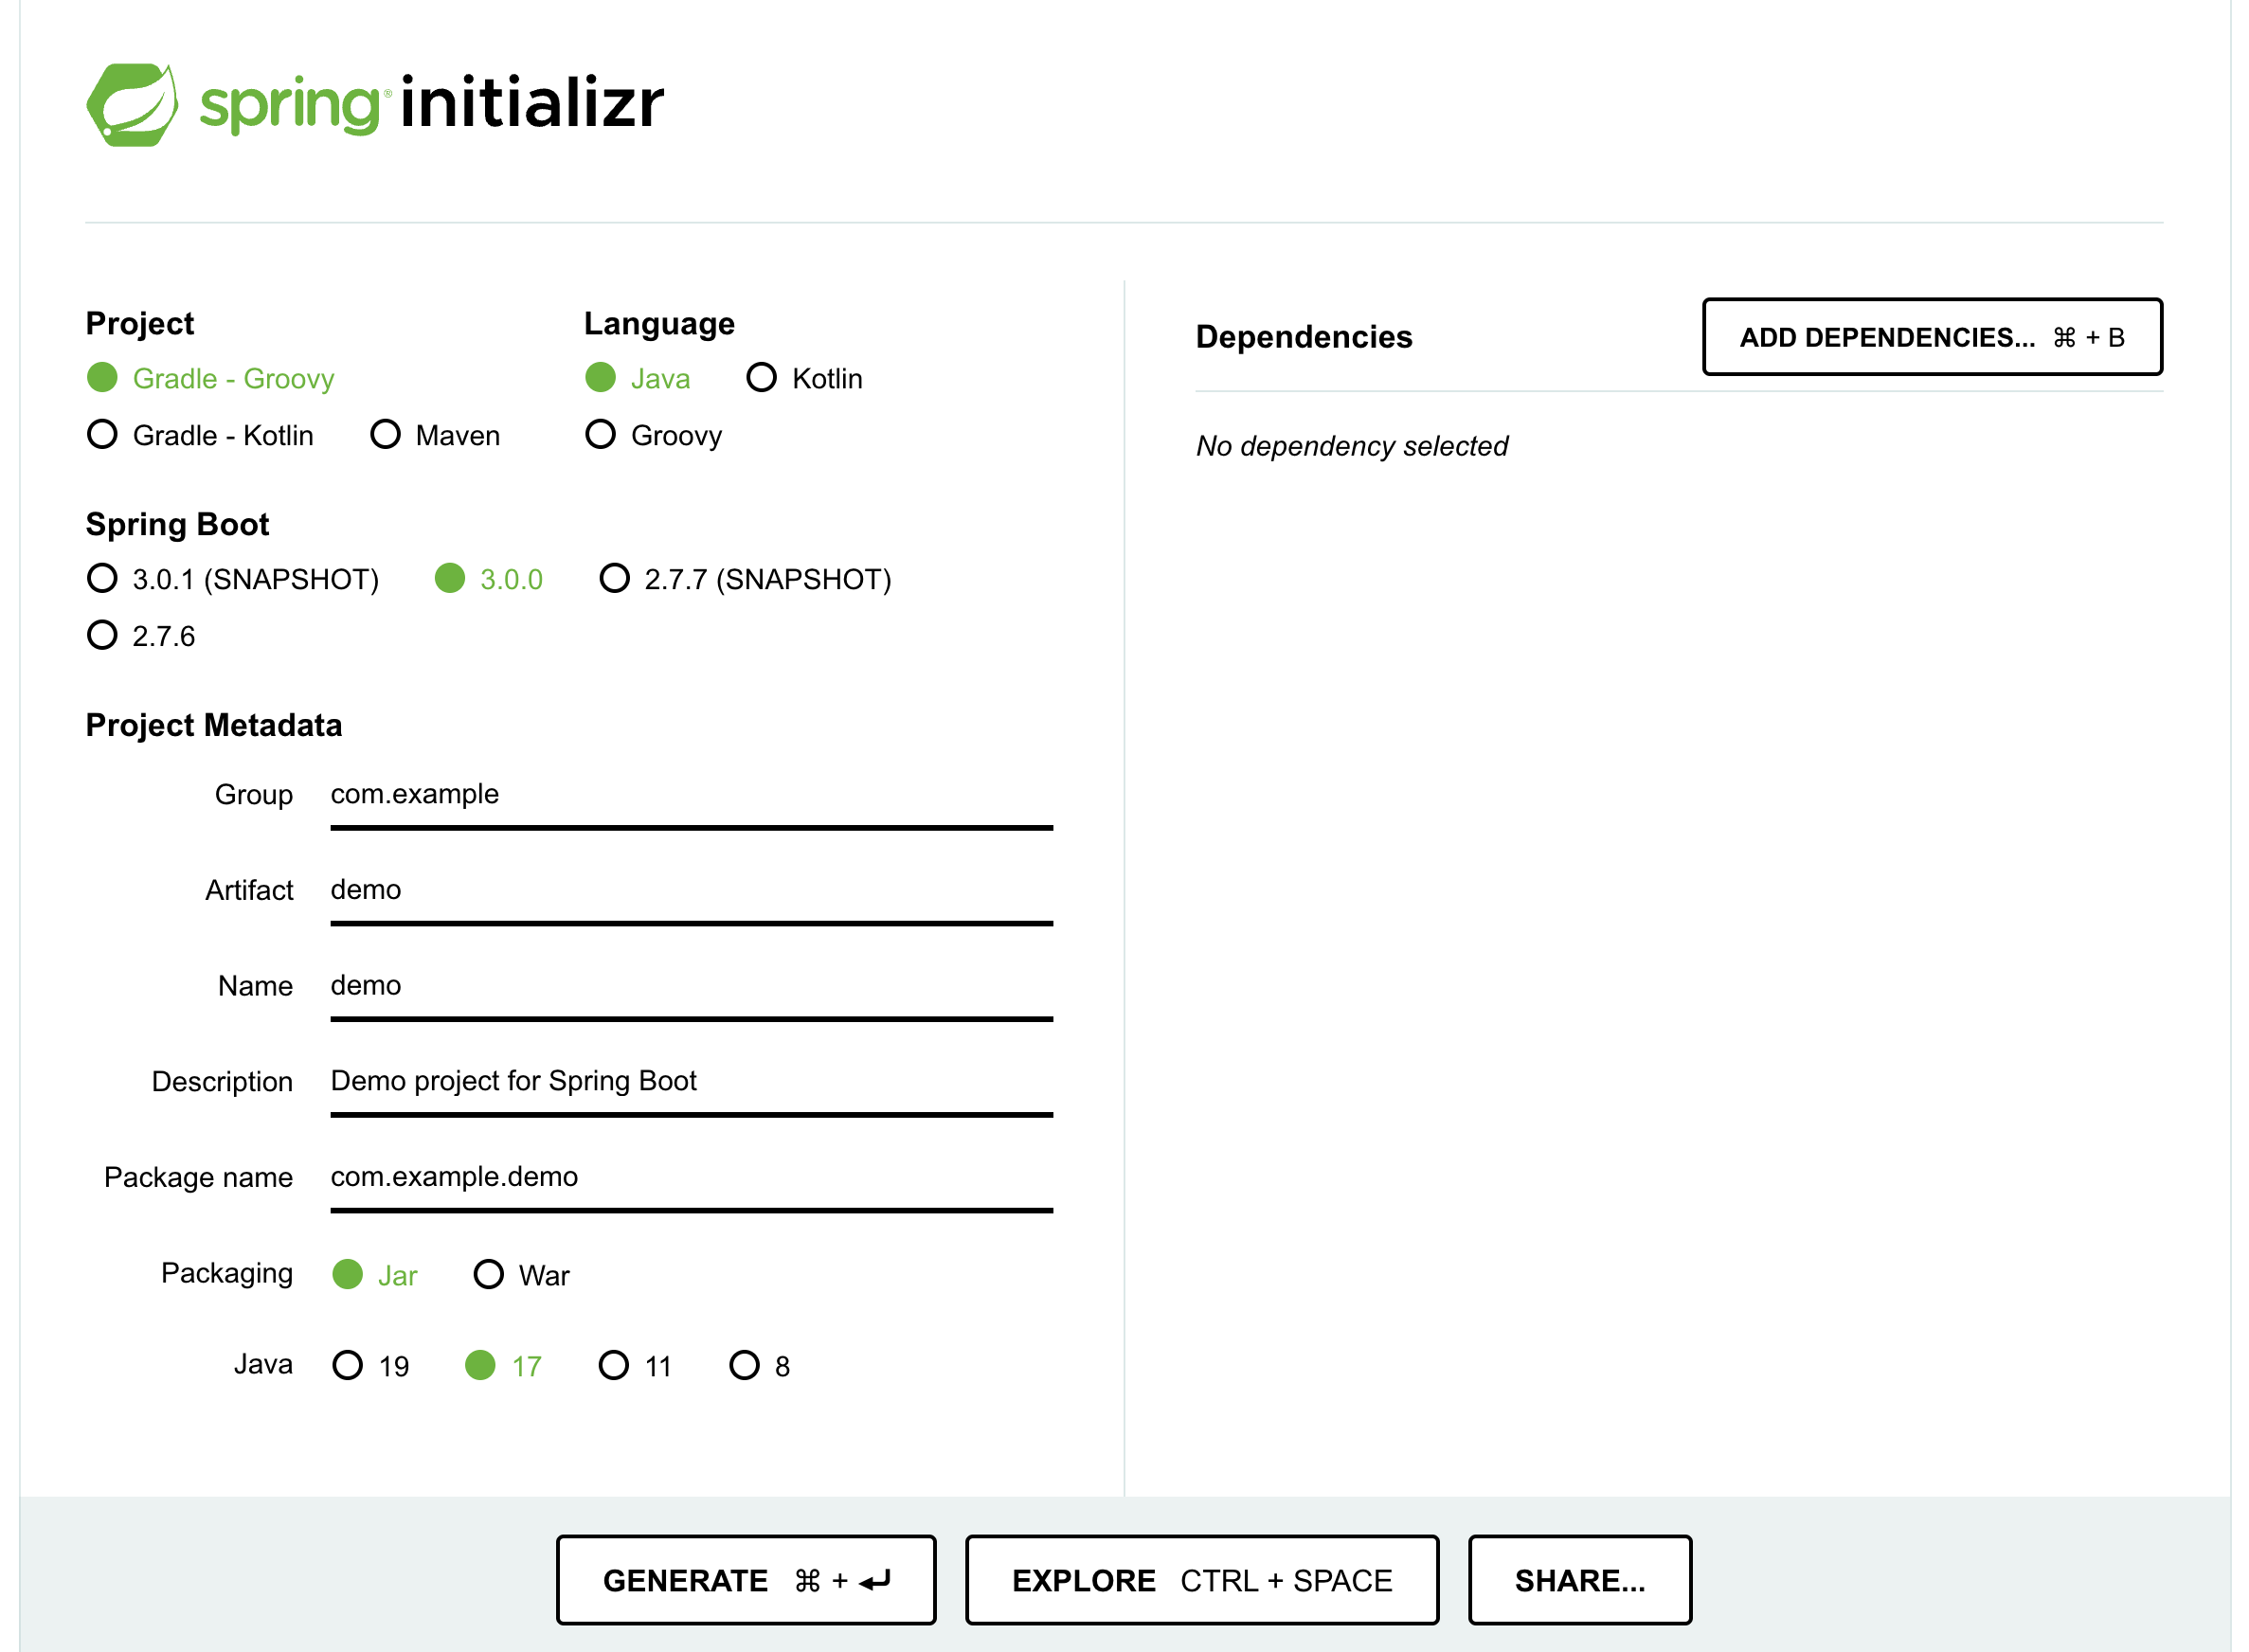 spring® initializr
Project
Gradle - Groovy
Gradle - Kotlin Maven
Language
Java Kotlin
Groovy
Spring Boot
3.0.1 (SNAPSHOT) 3.0.0 2.7.7 (SNAPSHOT)
2.7.6
Project Metadata
Group com.example
Artifact demo
Name demo
Description Demo project for Spring Boot
Package name com.example.demo
Packaging Jar War
Java 19 17 11 8
Dependencies ADD DEPENDENCIES... ⌘ + B
No dependency selected
GENERATE ⌘ + ↵ EXPLORE CTRL + SPACE SHARE...